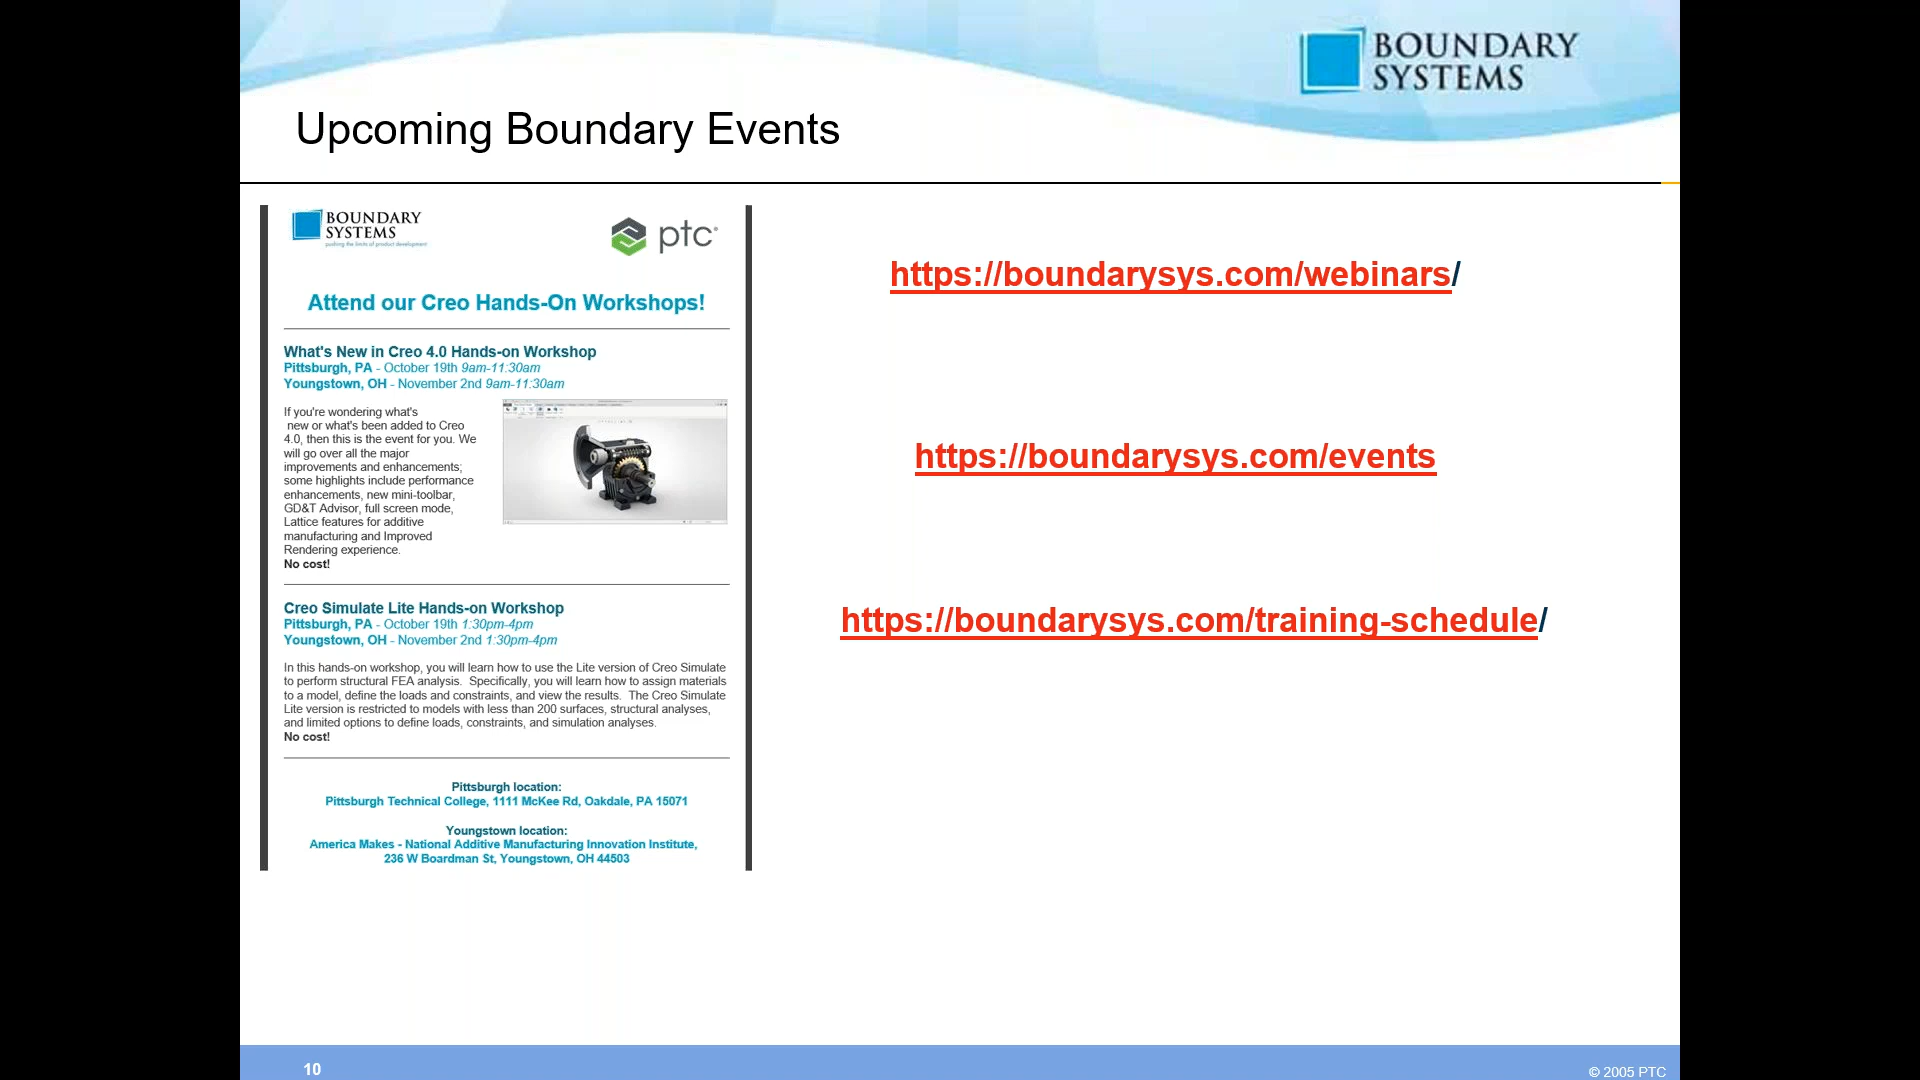 BOUNDARY
SYSTEMS
Upcoming Boundary Events
BOUNDARY
SYSTEMS
pushing the limits of product development
ptc®
Attend our Creo Hands-On Workshops!
What's New in Creo 4.0 Hands-on Workshop
Pittsburgh, PA - October 19th 9am-11:30am
Youngstown, OH - November 2nd 9am-11:30am
If you're wondering what's
new or what's been added to Creo
4.0, then this is the event for you. We
will go over all the major
improvements and enhancements;
some highlights include performance
enhancements, new mini-toolbar,
GD&T Advisor, full screen mode,
Lattice features for additive
manufacturing and Improved
Rendering experience.
No cost!
Creo Simulate Lite Hands-on Workshop
Pittsburgh, PA - October 19th 1:30pm-4pm
Youngstown, OH - November 2nd 1:30pm-4pm
In this hands-on workshop, you will learn how to use the Lite version of Creo Simulate
to perform structural FEA analysis.  Specifically, you will learn how to assign materials
to a model, define the loads and constraints, and view the results.  The Creo Simulate
Lite version is restricted to models with less than 200 surfaces, structural analyses,
and limited options to define loads, constraints, and simulation analyses.
No cost!
Pittsburgh location:
Pittsburgh Technical College, 1111 McKee Rd, Oakdale, PA 15071
Youngstown location:
America Makes - National Additive Manufacturing Innovation Institute,
236 W Boardman St, Youngstown, OH 44503
https://boundarysys.com/webinars/
https://boundarysys.com/events
https://boundarysys.com/training-schedule/
10
© 2005 PTC